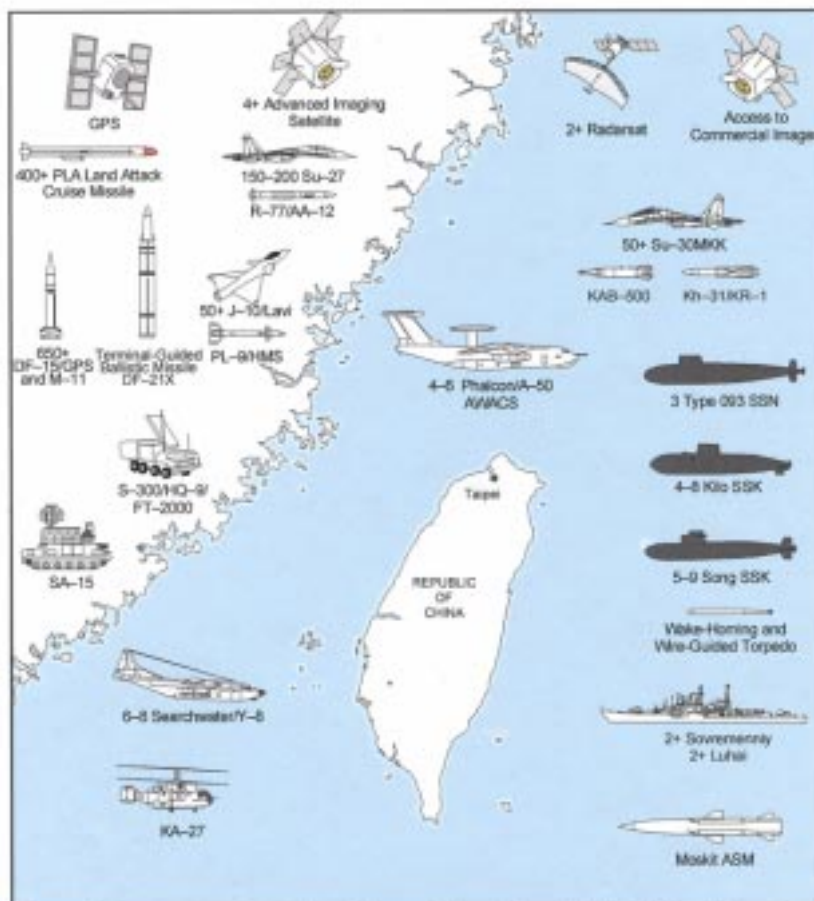 GPS
4+ Advanced Imaging
Satellite
2+ Radarsat
Access to
Commercial Image
400+ PLA Land Attack
Cruise Missile
150–200 Su–27
R–77/AA–12
50+ Su–30MKK
KAB–500
Kh–31/KR–1
650+
DF–15/GPS
and M–11
Terminal-Guided
Ballistic Missile
DF–21X
50+ J–10/Lavi
PL–9/HMS
4–6 Phalcon/A–50
AWACS
3 Type 093 SSN
S–300/HQ–9/
FT–2000
Taipei
4–8 Kilo SSK
SA–15
REPUBLIC
OF
CHINA
Song SSK
Wake-Homing and
Wire-Guided Torpedo
6–8 Searchwater/Y–8
2+ Sovremenniy
2+ Luhai
KA–27
Moskit ASM